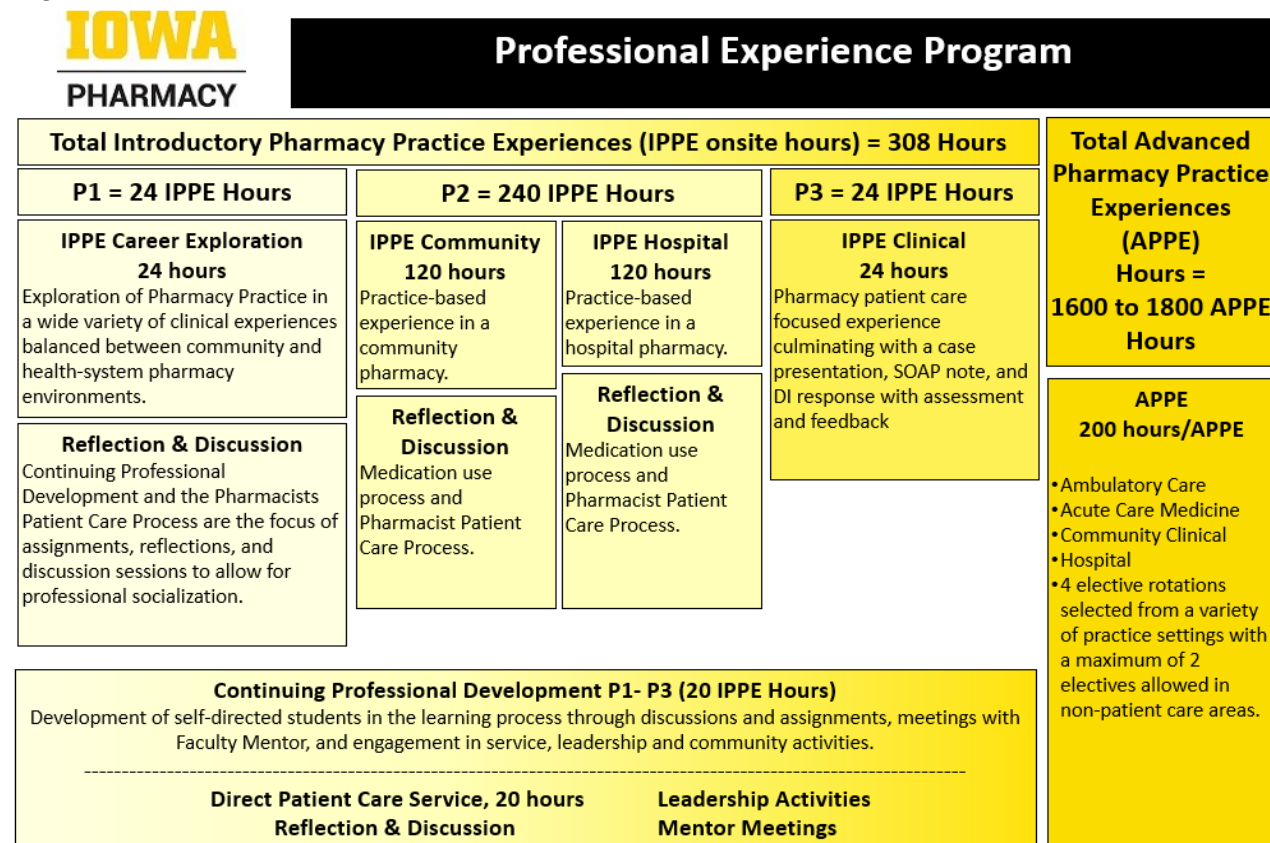 IOWA
PHARMACY
Professional Experience Program
Total Introductory Pharmacy Practice Experiences (IPPE onsite hours) = 308 Hours
P1 = 24 IPPE Hours
IPPE Career Exploration
24 hours
Exploration of Pharmacy Practice in
a wide variety of clinical experiences
balanced between community and
health-system pharmacy
environments.
Reflection & Discussion
Continuing Professional
Development and the Pharmacists
Patient Care Process are the focus of
assignments, reflections, and
discussion sessions to allow for
professional socialization.
P2 = 240 IPPE Hours
IPPE Community
120 hours
Practice-based
experience in a
community
pharmacy.
Reflection &
Discussion
Medication use
process and
Pharmacist Patient
Care Process.
IPPE Hospital
120 hours
Practice-based
experience in a
hospital pharmacy.
Reflection &
Discussion
Medication use
process and
Pharmacist Patient
Care Process.
P3 = 24 IPPE Hours
IPPE Clinical
24 hours
Pharmacy patient care
focused experience
culminating with a case
presentation, SOAP note, and
DI response with assessment
and feedback
Total Advanced
Pharmacy Practice
Experiences
(APPE)
Hours =
1600 to 1800 APPE
Hours
APPE
200 hours/APPE
•Ambulatory Care
•Acute Care Medicine
•Community Clinical
•Hospital
•4 elective rotations
selected from a variety
of practice settings with
a maximum of 2
electives allowed in
non-patient care areas.
Continuing Professional Development P1- P3 (20 IPPE Hours)
Development of self-directed students in the learning process through discussions and assignments, meetings with
Faculty Mentor, and engagement in service, leadership and community activities.
Direct Patient Care Service, 20 hours
Reflection & Discussion
Leadership Activities
Mentor Meetings